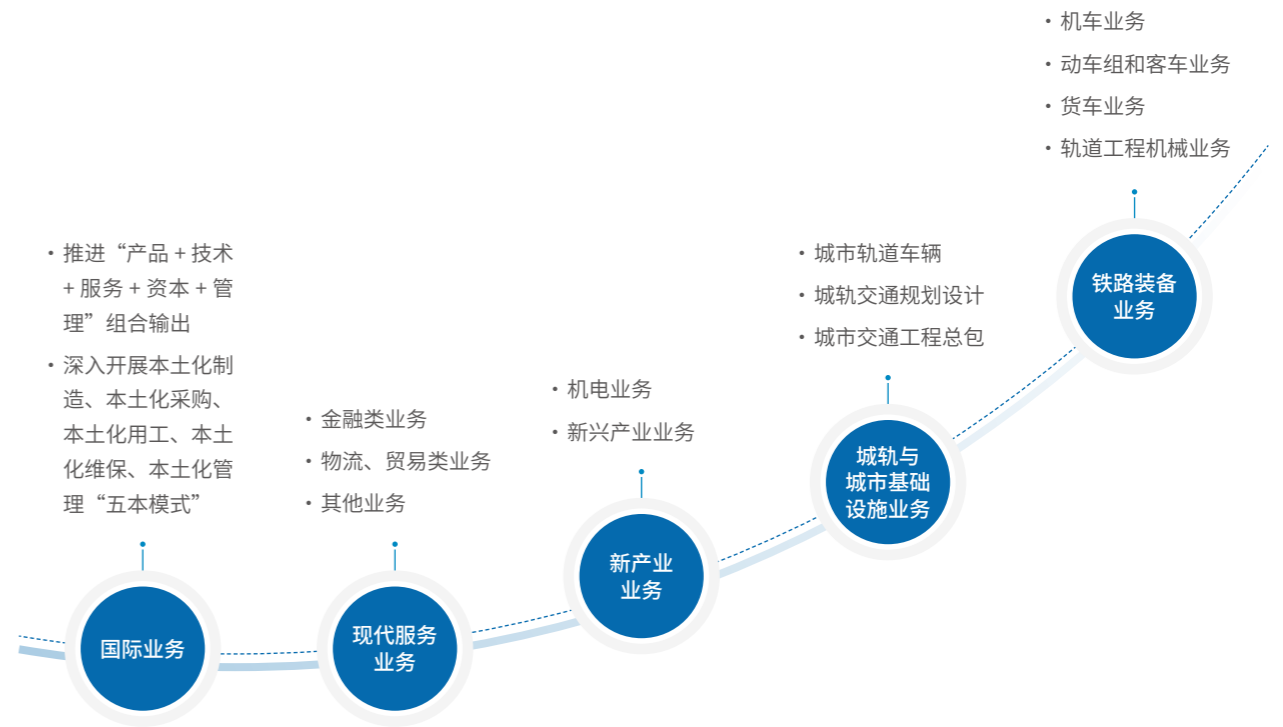 • 机车业务
• 动车组和客车业务
• 货车业务
• 轨道工程机械业务
铁路装备
业务
• 城市轨道车辆
• 城轨交通规划设计
• 城市交通工程总包
城轨与
城市基础
设施业务
• 机电业务
• 新兴产业业务
新产业
业务
• 金融类业务
• 物流、贸易类业务
• 其他业务
现代服务
业务
• 推进“产品 + 技术
+ 服务 + 资本 + 管
理”组合输出
• 深入开展本土化制
造、本土化采购、
本土化用工、本土
化维保、本土化管
理“五本模式”
国际业务